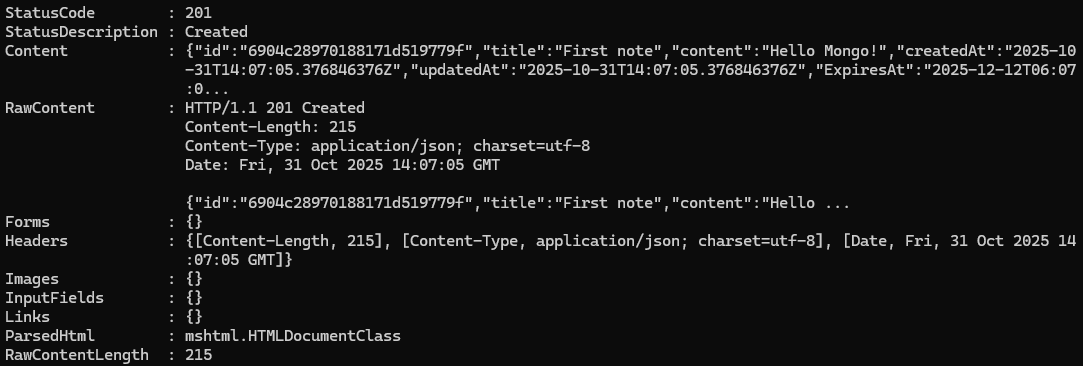 StatusCode        : 201
StatusDescription : Created
Content           : {"id":"6904c28970188171d519779f","title":"First note","content":"Hello Mongo!","createdAt":"2025-10
                    -31T14:07:05.376846376Z","updatedAt":"2025-10-31T14:07:05.376846376Z","ExpiresAt":"2025-12-12T06:07
                    :0...
RawContent        : HTTP/1.1 201 Created
                    Content-Length: 215
                    Content-Type: application/json; charset=utf-8
                    Date: Fri, 31 Oct 2025 14:07:05 GMT

                    {"id":"6904c28970188171d519779f","title":"First note","content":"Hello ...
Forms             : {}
Headers           : {[Content-Length, 215], [Content-Type, application/json; charset=utf-8], [Date, Fri, 31 Oct 2025 14
                    :07:05 GMT]}
Images            : {}
InputFields       : {}
Links             : {}
ParsedHtml        : mshtml.HTMLDocumentClass
RawContentLength  : 215